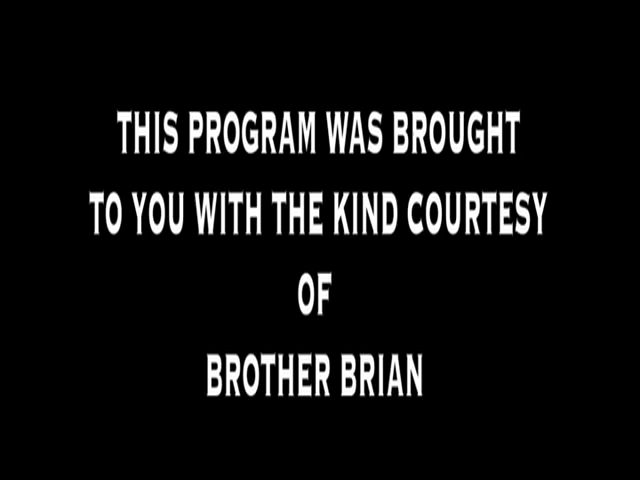 THIS PROGRAM WAS BROUGHT
TO YOU WITH THE KIND COURTESY
OF
BROTHER BRIAN